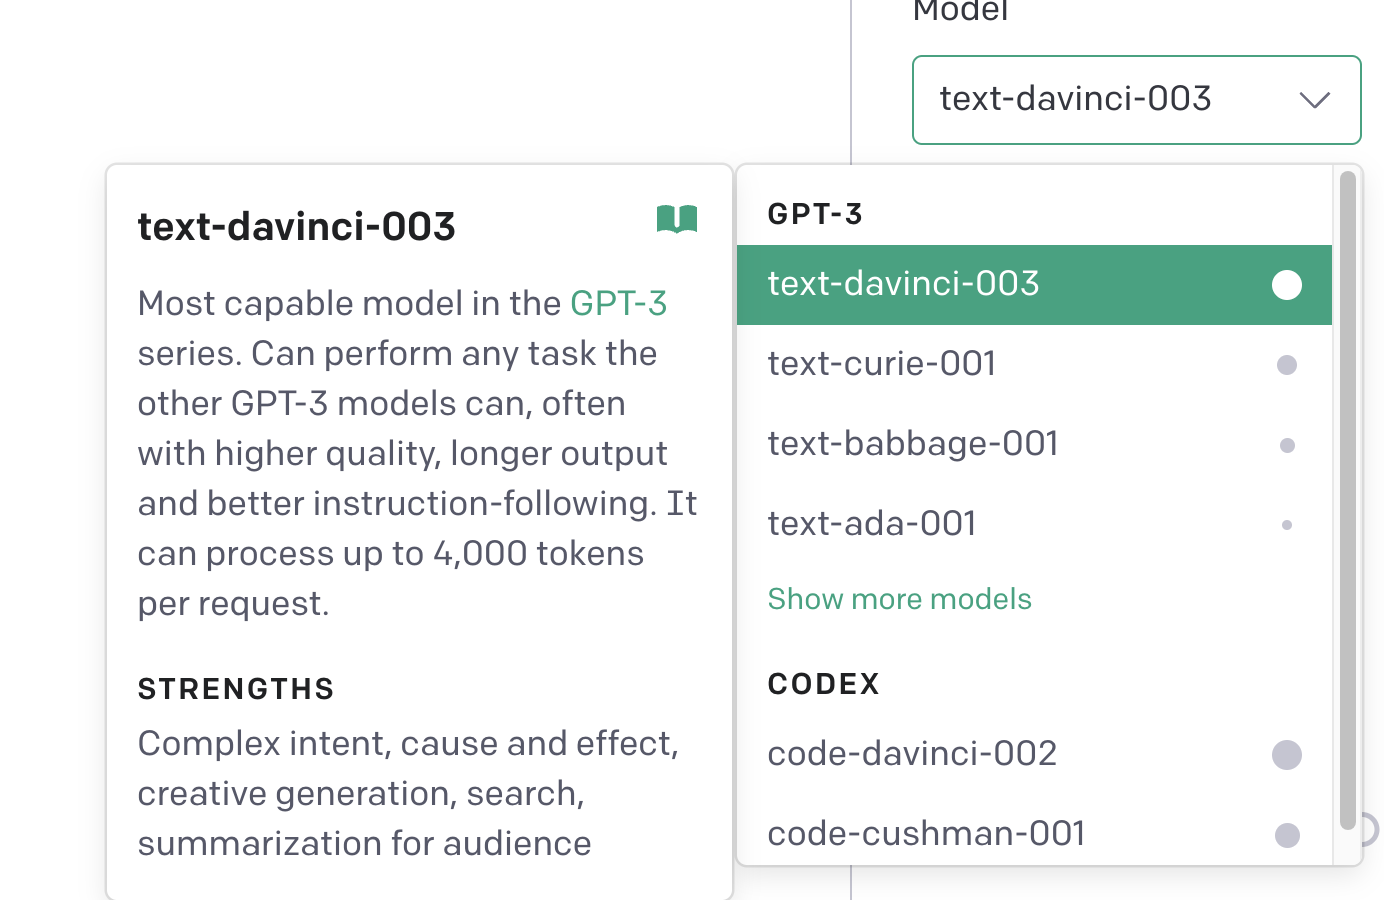 Model
text-davinci-003
text-davinci-003
Most capable model in the GPT-3
series. Can perform any task the
other GPT-3 models can, often
with higher quality, longer output
and better instruction-following. It
can process up to 4,000 tokens
per request.
STRENGTHS
Complex intent, cause and effect,
creative generation, search,
summarization for audience
GPT-3
text-davinci-003
text-curie-001
text-babbage-001
text-ada-001
Show more models
CODEX
code-davinci-002
code-cushman-001